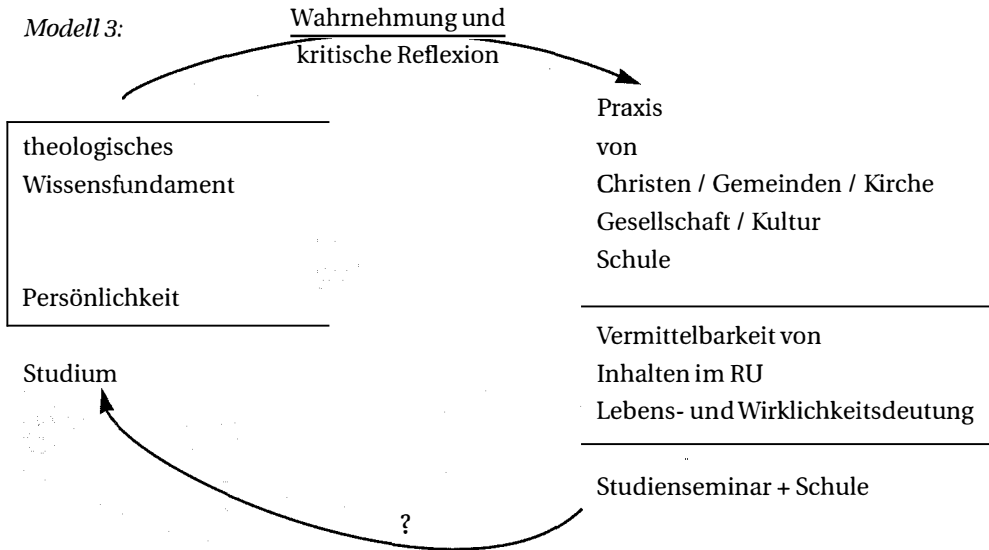 Modell 3:
Wahrnehmung und
kritische Reflexion
theologisches
Wissensfundament
Persönlichkeit
Studium
Praxis
von
Christen / Gemeinden / Kirche
Gesellschaft / Kultur
Schule
Vermittelbarkeit von
Inhalten im RU
Lebens- und Wirklichkeitsdeutung
Studienseminar + Schule
?